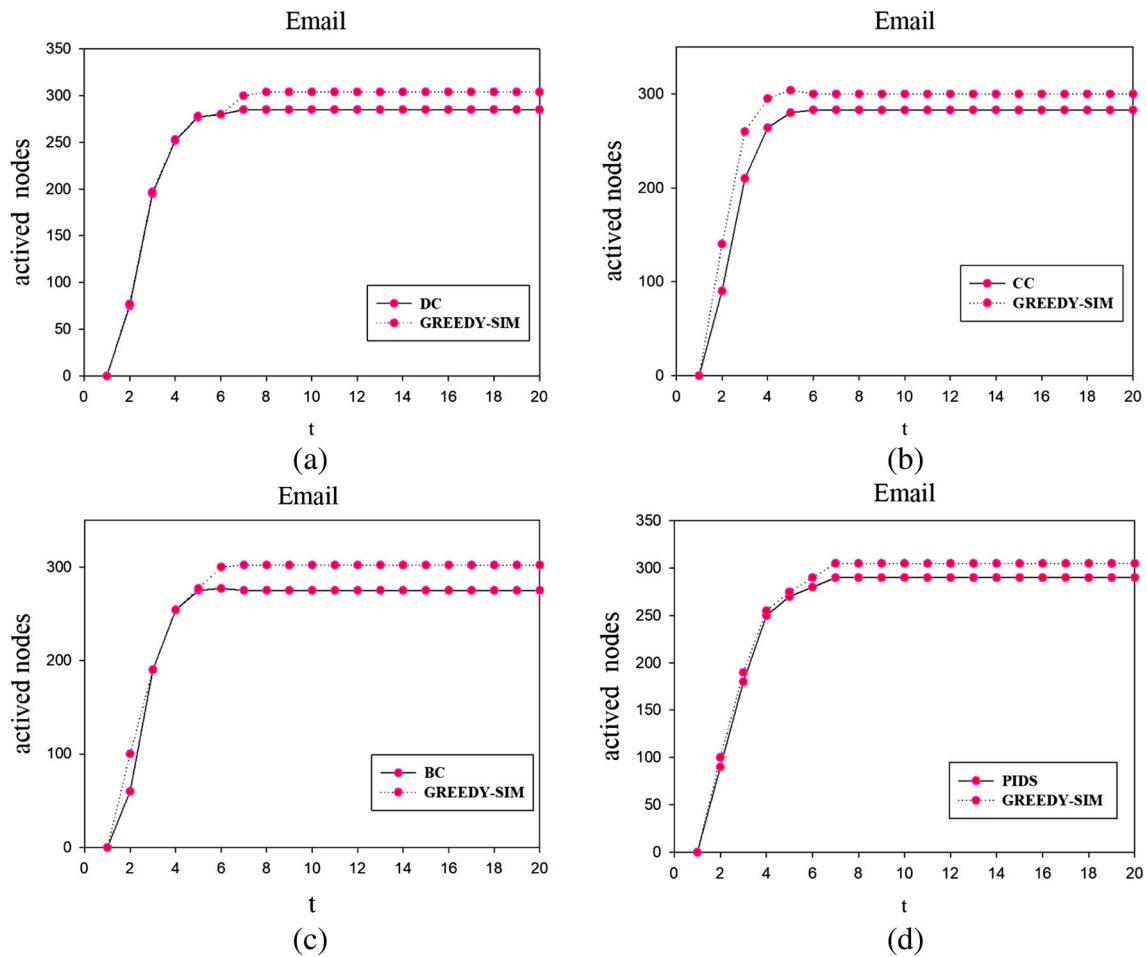 Email
350
300
250
200
150
100
50
0
actived nodes
DC
GREEDY-SIM
0 2 4 6 8 10 12 14 16 18 20
t
(a)
Email
300
200
100
0
actived nodes
CC
GREEDY-SIM
0 2 4 6 8 10 12 14 16 18 20
t
(b)
Email
300
200
100
0
actived nodes
BC
GREEDY-SIM
0 2 4 6 8 10 12 14 16 18 20
t
(c)
Email
350
300
250
200
150
100
50
0
actived nodes
PIDS
GREEDY-SIM
0 2 4 6 8 10 12 14 16 18 20
t
(d)